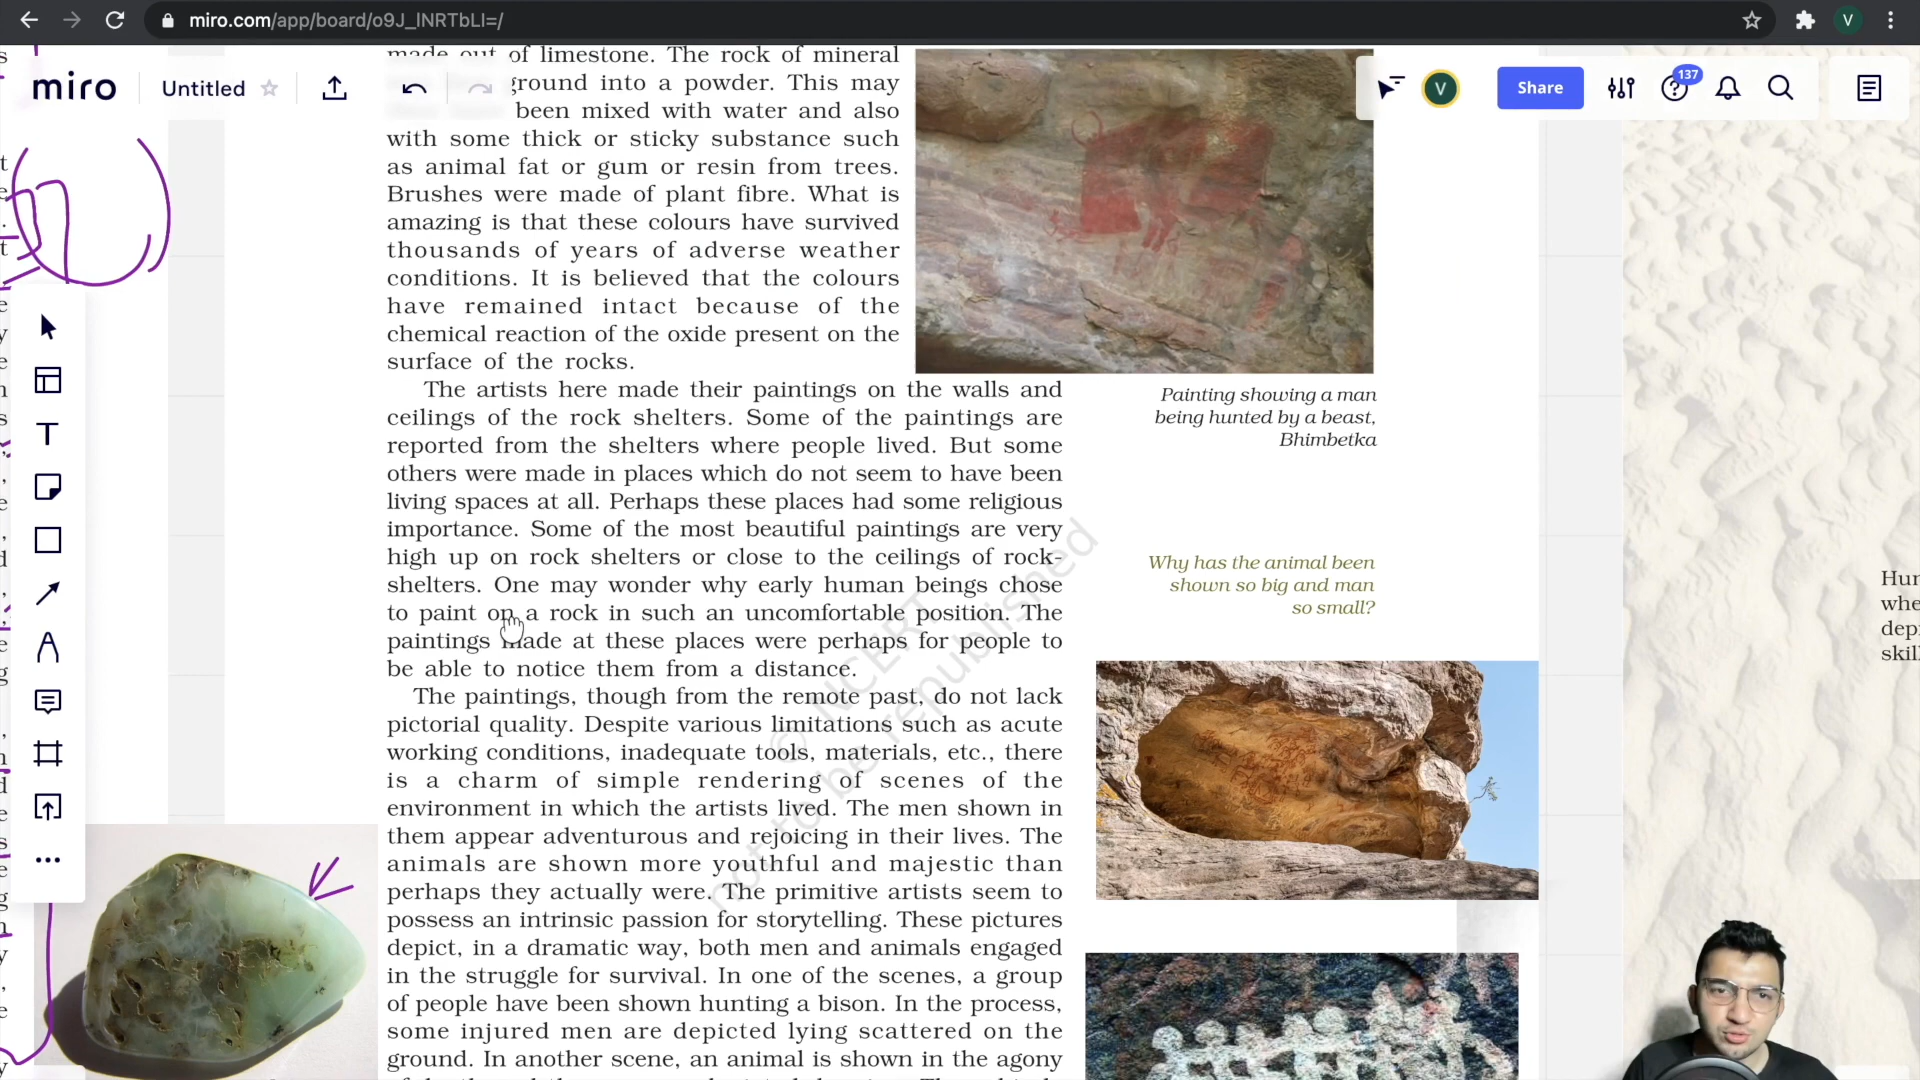 miro.com/app/board/o9J_lNRTbLI=/
V
miro
Untitled
V
Share
137
made out of limestone. The rock of mineral
ground into a powder. This may
been mixed with water and also
with some thick or sticky substance such
as animal fat or gum or resin from trees.
Brushes were made of plant fibre. What is
amazing is that these colours have survived
thousands of years of adverse weather
conditions. It is believed that the colours
have remained intact because of the
chemical reaction of the oxide present on the
surface of the rocks.
The artists here made their paintings on the walls and
ceilings of the rock shelters. Some of the paintings are
reported from the shelters where people lived. But some
others were made in places which do not seem to have been
living spaces at all. Perhaps these places had some religious
importance. Some of the most beautiful paintings are very
high up on rock shelters or close to the ceilings of rock-
shelters. One may wonder why early human beings chose
to paint on a rock in such an uncomfortable position. The
paintings made at these places were perhaps for people to
be able to notice them from a distance.
The paintings, though from the remote past, do not lack
pictorial quality. Despite various limitations such as acute
working conditions, inadequate tools, materials, etc., there
is a charm of simple rendering of scenes of the
environment in which the artists lived. The men shown in
them appear adventurous and rejoicing in their lives. The
animals are shown more youthful and majestic than
perhaps they actually were. The primitive artists seem to
possess an intrinsic passion for storytelling. These pictures
depict, in a dramatic way, both men and animals engaged
in the struggle for survival. In one of the scenes, a group
of people have been shown hunting a bison. In the process,
some injured men are depicted lying scattered on the
ground. In another scene, an animal is shown in the agony
© NCERT
not to be republished
Painting showing a man
being hunted by a beast,
Bhimbetka
Why has the animal been
shown so big and man
so small?